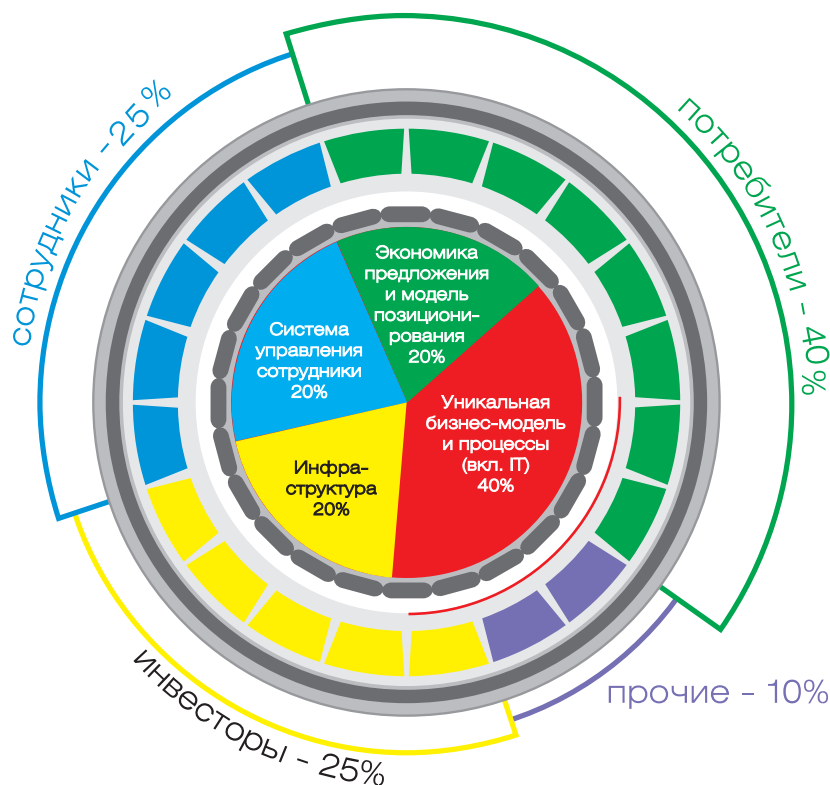 сотрудники - 25%
потребители - 40%
Экономика
предложения
и модель
позициони-
рования
20%
Система
управления
сотрудники
20%
Уникальная
бизнес-модель
и процессы
(вкл. IT)
40%
Инфра-
структура
20%
прочие - 10%
инвесторы - 25%